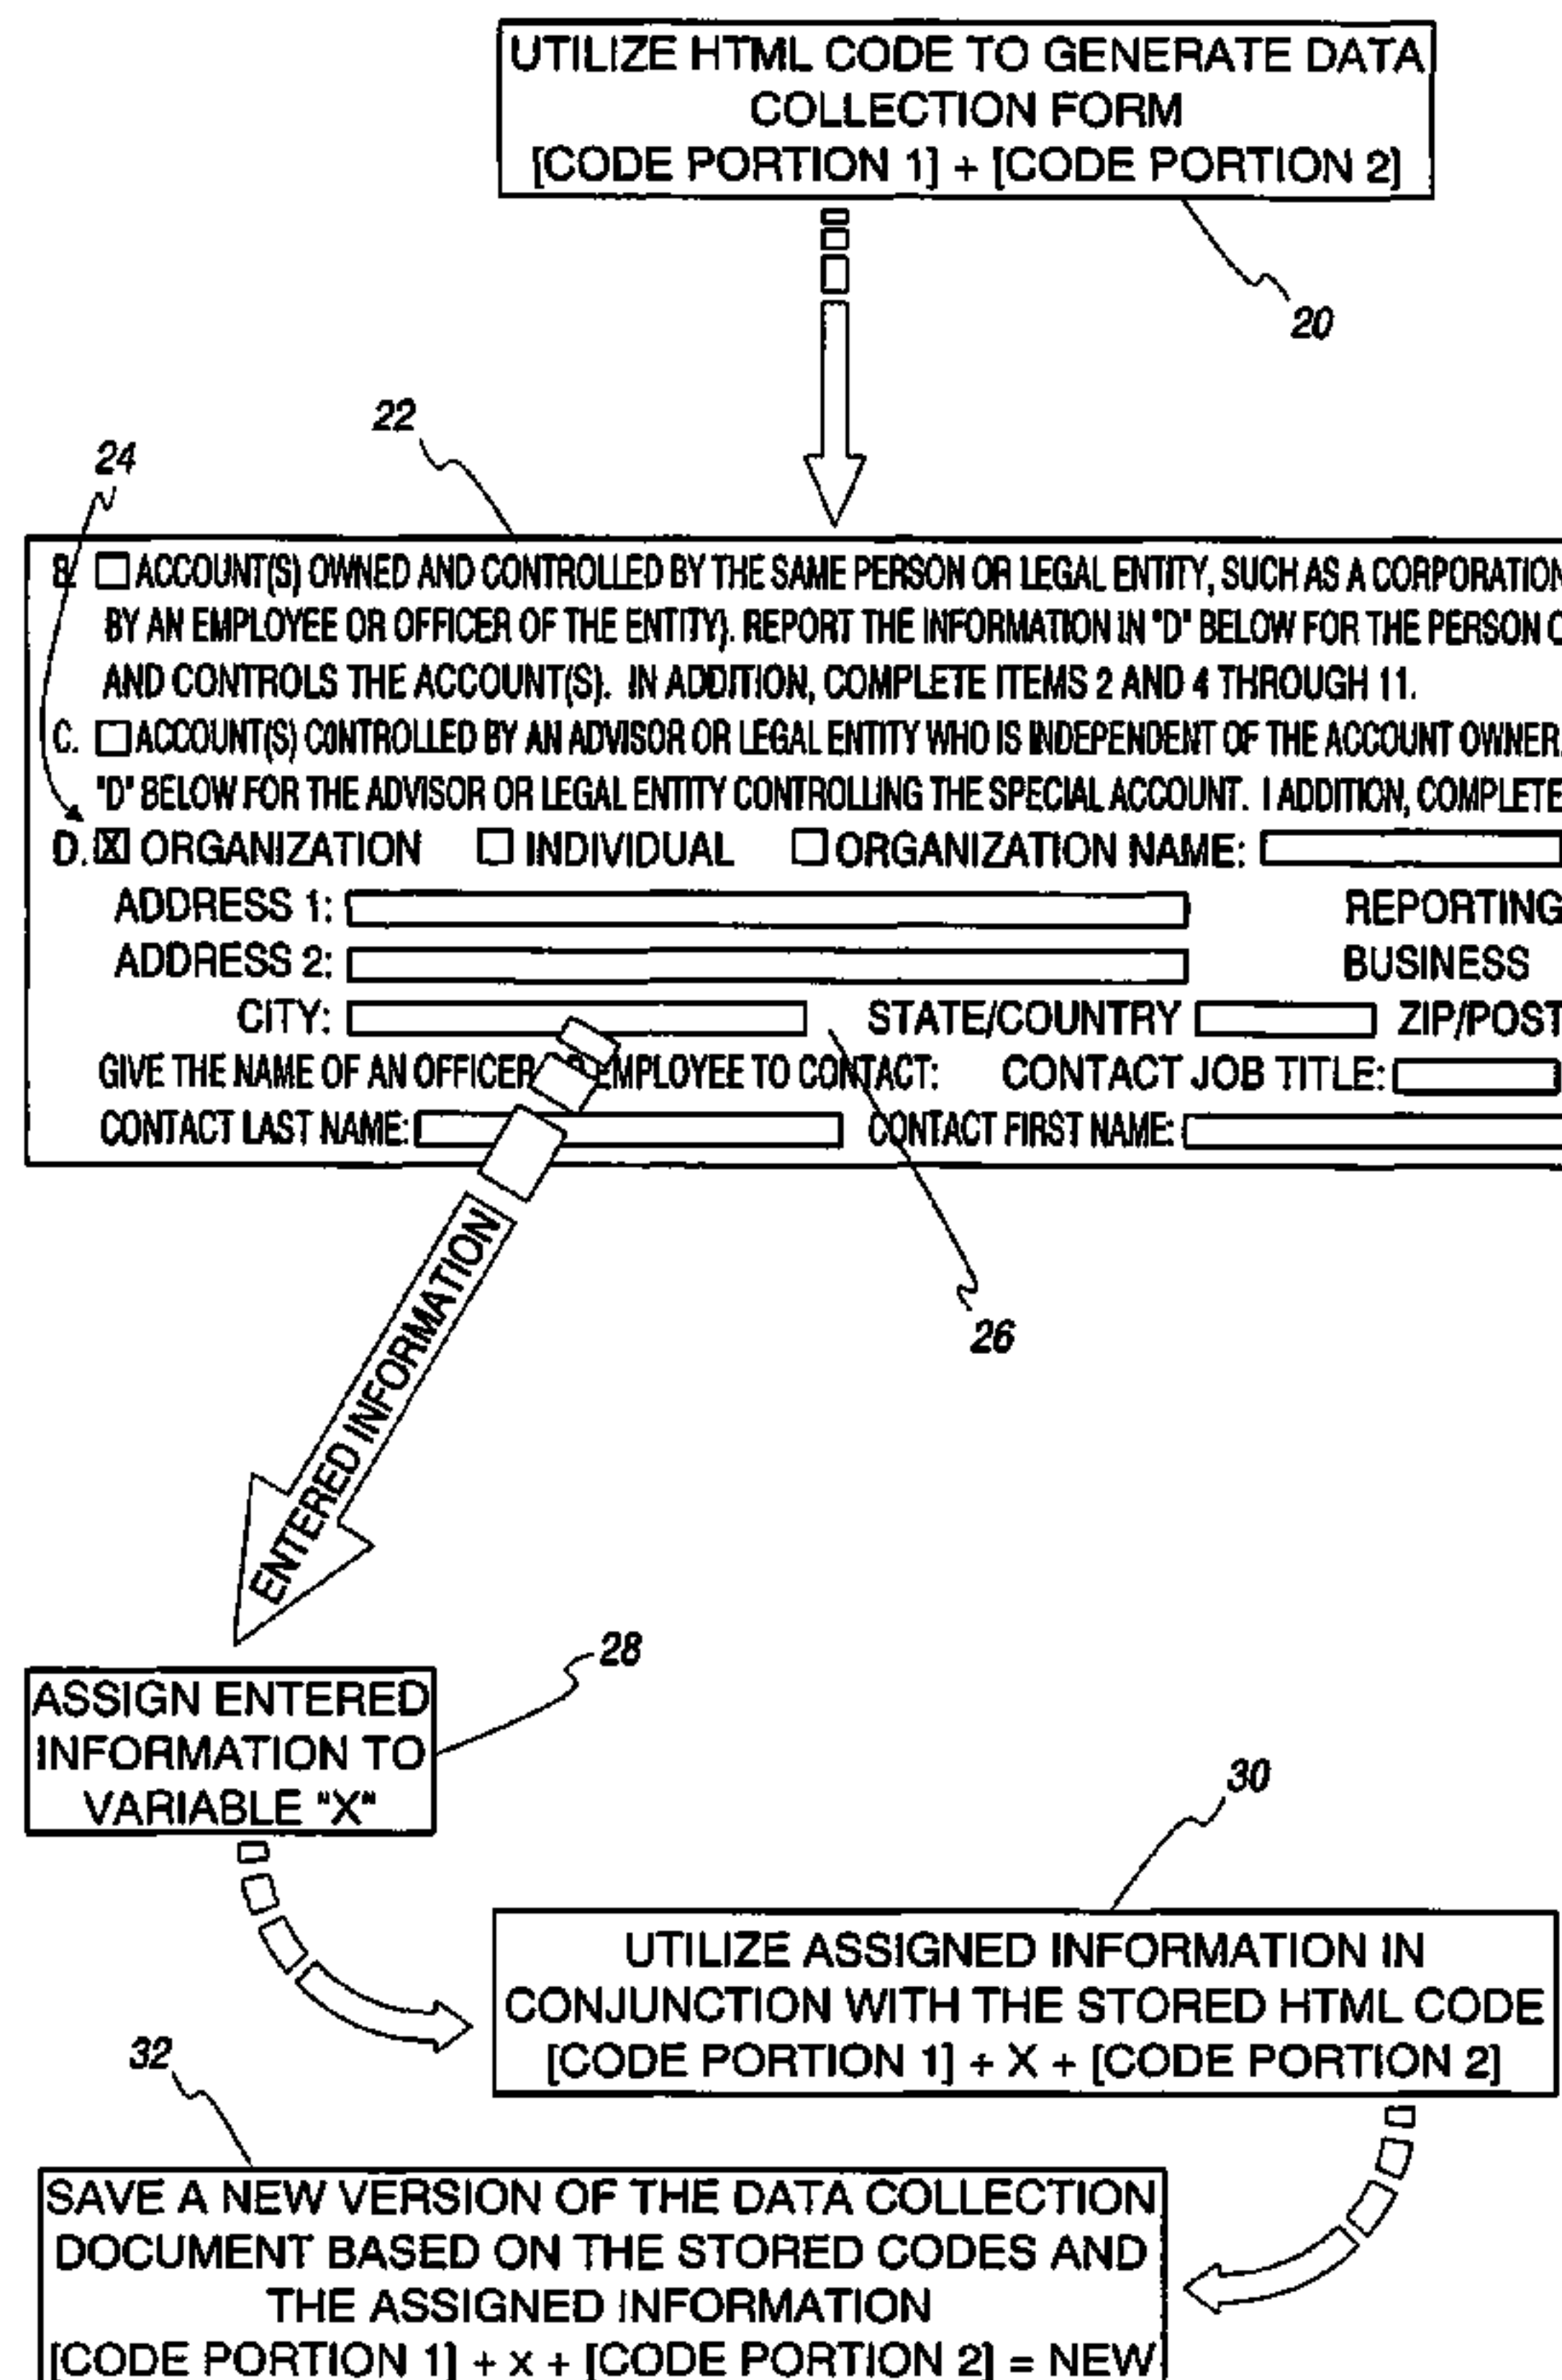 UTILIZE HTML CODE TO GENERATE DATA
COLLECTION FORM
[CODE PORTION 1] + [CODE PORTION 2]
20
22
24
B. ACCOUNT(S) OWNED AND CONTROLLED BY THE SAME PERSON OR LEGAL ENTITY, SUCH AS A CORPORATION
BY AN EMPLOYEE OR OFFICER OF THE ENTITY). REPORT THE INFORMATION IN "D" BELOW FOR THE PERSON
AND CONTROLS THE ACCOUNT(S). IN ADDITION, COMPLETE ITEMS 2 AND 4 THROUGH 11.
C. ACCOUNT(S) CONTROLLED BY AN ADVISOR OR LEGAL ENTITY WHO IS INDEPENDENT OF THE ACCOUNT OWNER.
"D" BELOW FOR THE ADVISOR OR LEGAL ENTITY CONTROLLING THE SPECIAL ACCOUNT. I ADDITION, COMPLETE
D. X ORGANIZATION INDIVIDUAL ORGANIZATION NAME:
ADDRESS 1: REPORTING
ADDRESS 2: BUSINESS
CITY: STATE/COUNTRY ZIP/POST
GIVE THE NAME OF AN OFFICER EMPLOYEE TO CONTACT: CONTACT JOB TITLE:
CONTACT LAST NAME: CONTACT FIRST NAME:
26
ENTERED INFORMATION
28
ASSIGN ENTERED
INFORMATION TO
VARIABLE "X"
30
UTILIZE ASSIGNED INFORMATION IN
CONJUNCTION WITH THE STORED HTML CODE
[CODE PORTION 1] + X + [CODE PORTION 2]
32
SAVE A NEW VERSION OF THE DATA COLLECTION
DOCUMENT BASED ON THE STORED CODES AND
THE ASSIGNED INFORMATION
[CODE PORTION 1] + x + [CODE PORTION 2] = NEW